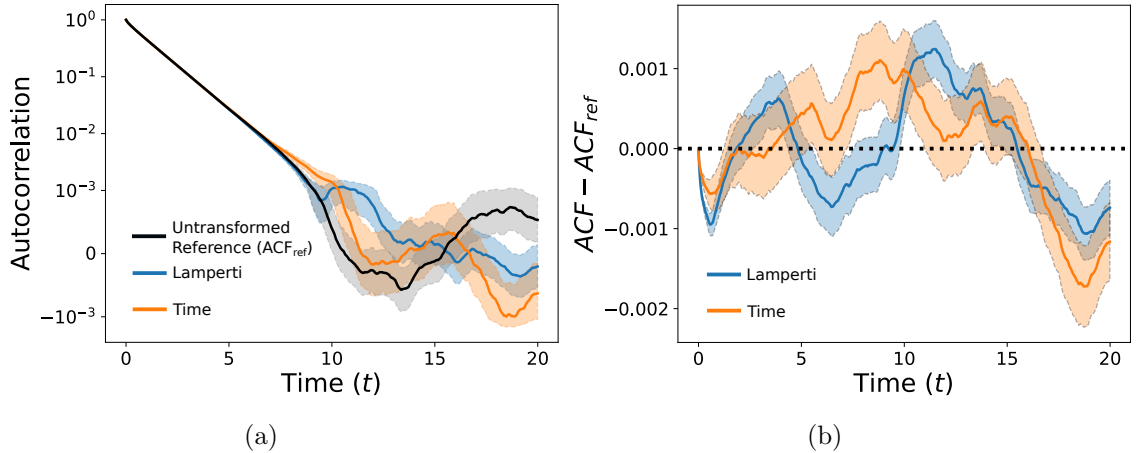 10⁰
10⁻¹
10⁻²
10⁻³
0
−10⁻³
Autocorrelation
Untransformed
Reference (ACF_ref)
Lamperti
Time
0 5 10 15 20
Time (t)
(a)
0.001
0.000
−0.001
−0.002
ACF − ACF_ref
Lamperti
Time
0 5 10 15 20
Time (t)
(b)